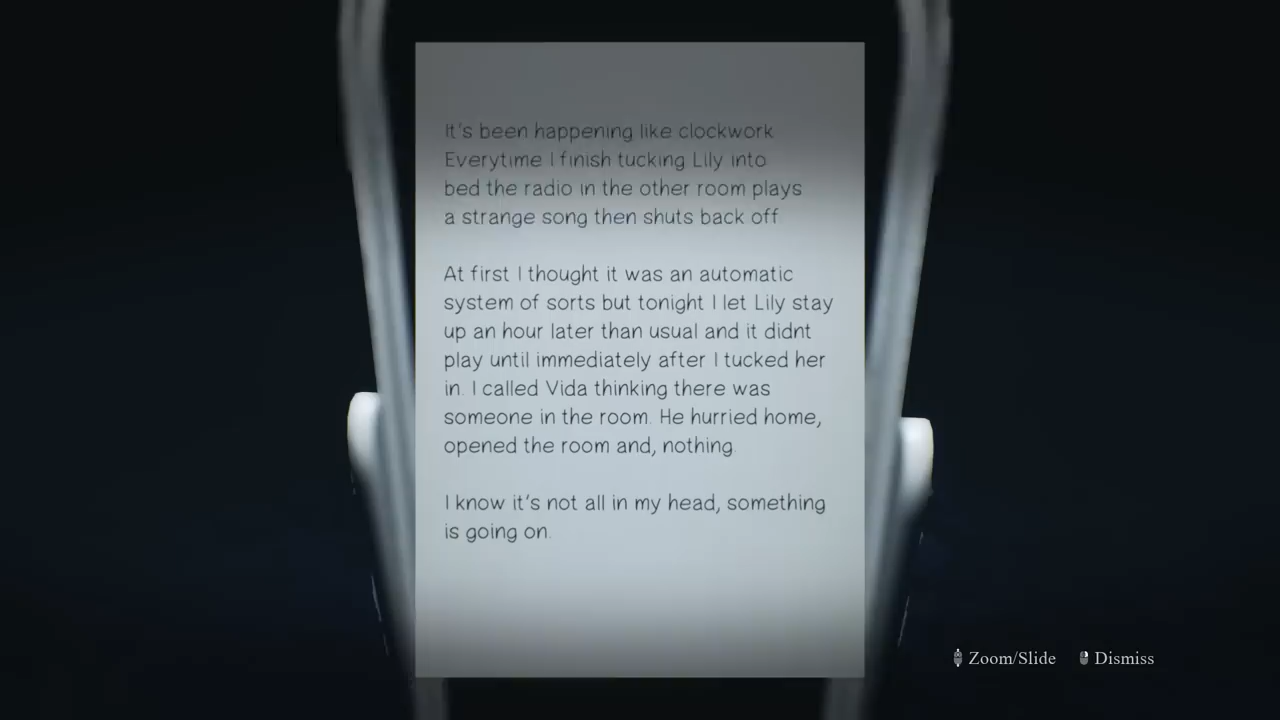 It's been happening like clockwork
Everytime I finish tucking Lily into
bed the radio in the other room plays
a strange song then shuts back off
At first I thought it was an automatic
system of sorts but tonight I let Lily stay
up an hour later than usual and it didnt
play until immediately after I tucked her
in. I called Vida thinking there was
someone in the room. He hurried home,
opened the room and, nothing.
I know it's not all in my head, something
is going on.
Zoom/Slide Dismiss